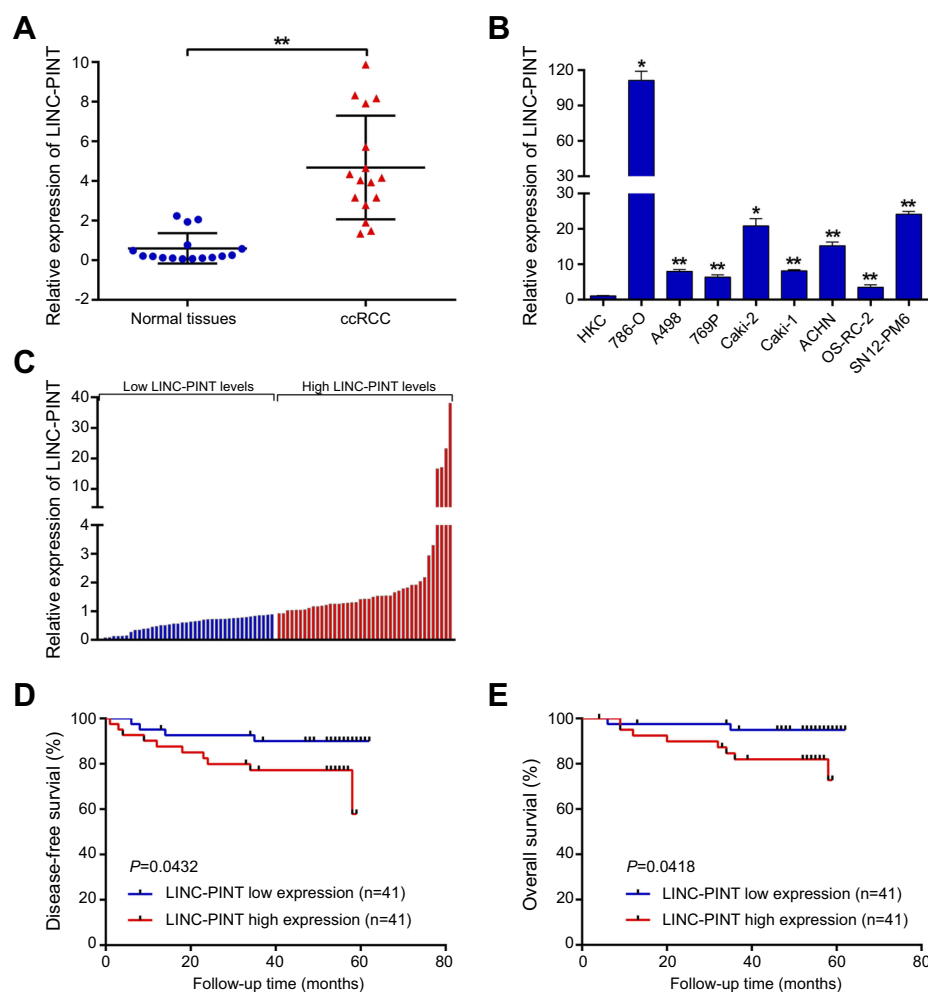 A
Relative expression of LINC-PINT
10
8
6
4
2
0
−2
**
Normal tissues
ccRCC
B
Relative expression of LINC-PINT
120
90
60
30
30
20
10
0
*
**
**
*
**
**
**
**
HKC
786-O
A498
769P
Caki-2
Caki-1
ACHN
OS-RC-2
SN12-PM6
C
Relative expression of LINC-PINT
40
30
20
10
4
3
2
1
0
Low LINC-PINT levels
High LINC-PINT levels
D
Disease-free survival (%)
100
80
60
40
20
0
P=0.0432
LINC-PINT low expression (n=41)
LINC-PINT high expression (n=41)
0 20 40 60 80
Follow-up time (months)
E
Overall survial (%)
100
80
60
40
20
0
P=0.0418
LINC-PINT low expression (n=41)
LINC-PINT high expression (n=41)
0 20 40 60 80
Follow-up time (months)